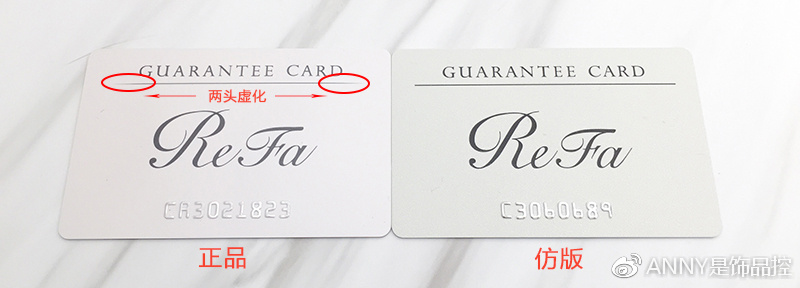 GUARANTEE CARD
两头虚化
ReFa
CA3021823
正品
GUARANTEE CARD
ReFa
C3060689
仿版
ANNY是饰品控